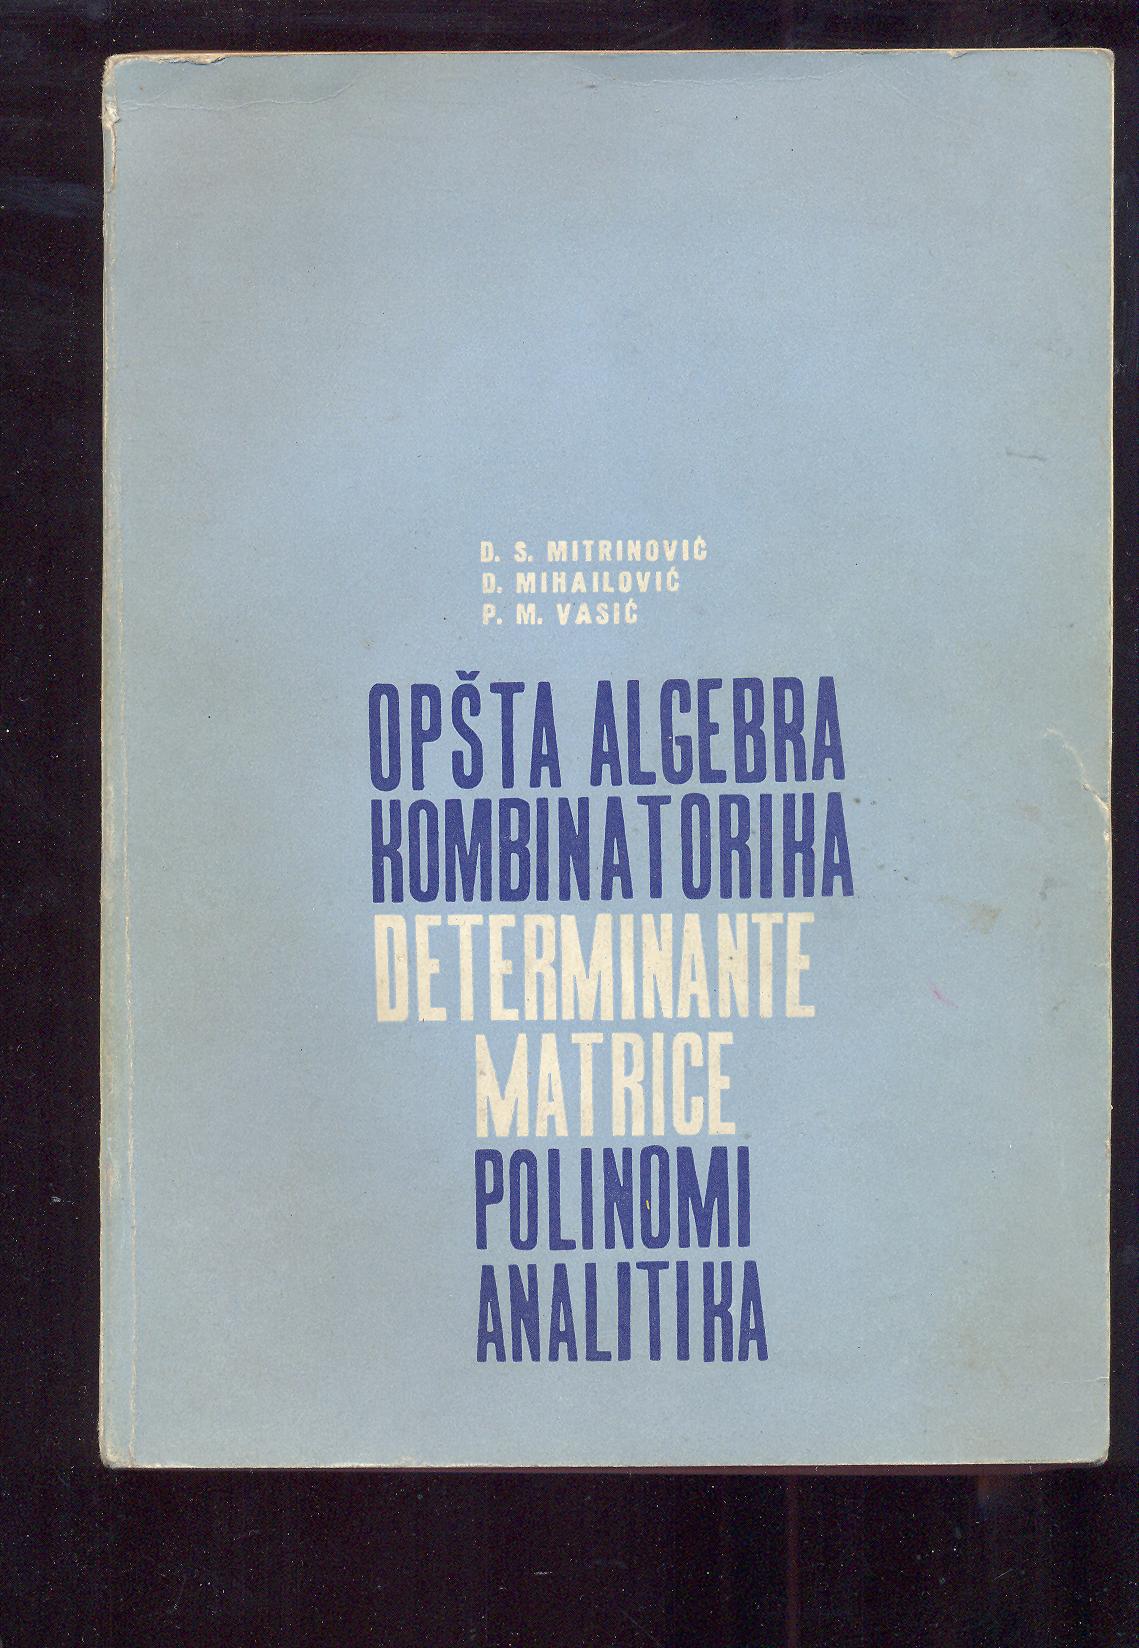 D. S. MITRINOVIĆ
D. MIHAILOVIĆ
P. M. VASIĆ
OPŠTA ALGEBRA
KOMBINATORIKA
DETERMINANTE
MATRICE
POLINOMI
ANALITIKA